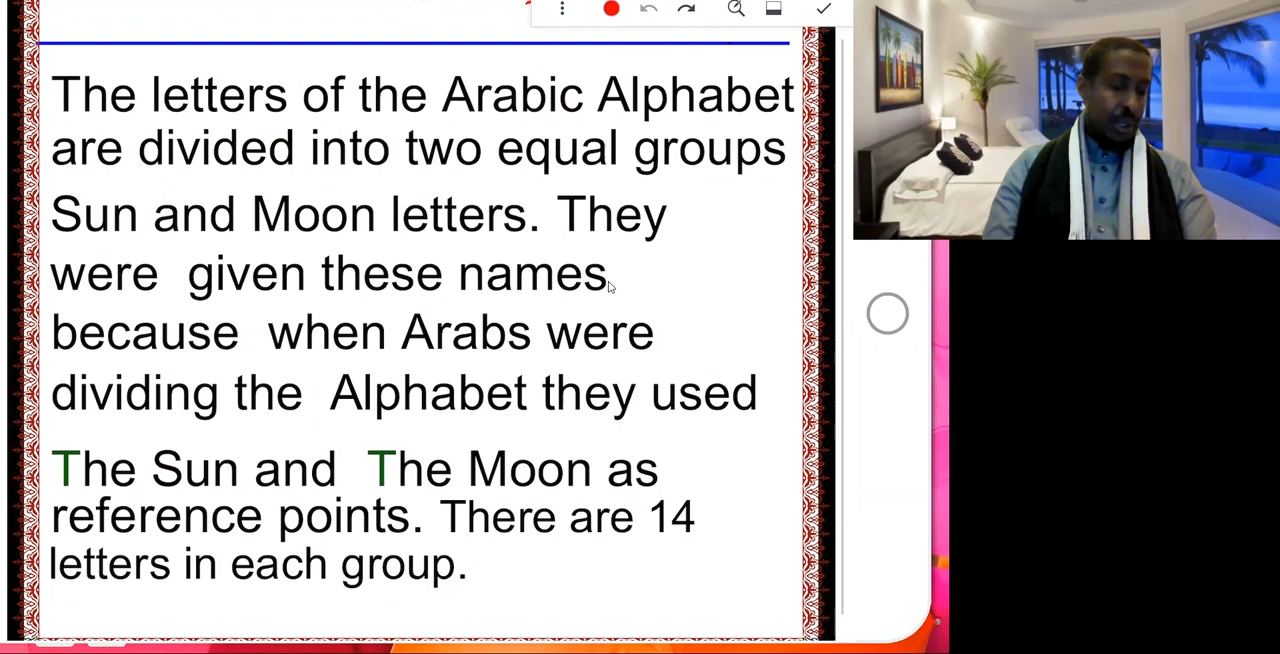 The letters of the Arabic Alphabet
are divided into two equal groups
Sun and Moon letters. They
were given these names
because when Arabs were
dividing the Alphabet they used
The Sun and The Moon as
reference points. There are 14
letters in each group.